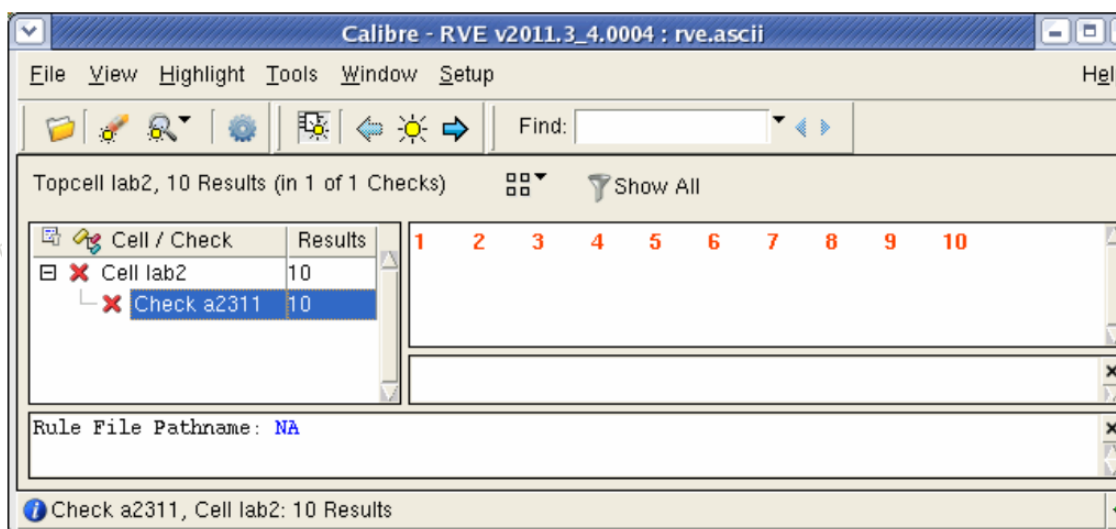 Calibre - RVE v2011.3_4.0004 : rve.ascii
File View Highlight Tools Window Setup Hel
Find:
Topcell lab2, 10 Results (in 1 of 1 Checks) Show All
Cell / Check Results 1 2 3 4 5 6 7 8 9 10
Cell lab2 10
Check a2311 10
Rule File Pathname: NA
Check a2311, Cell lab2: 10 Results